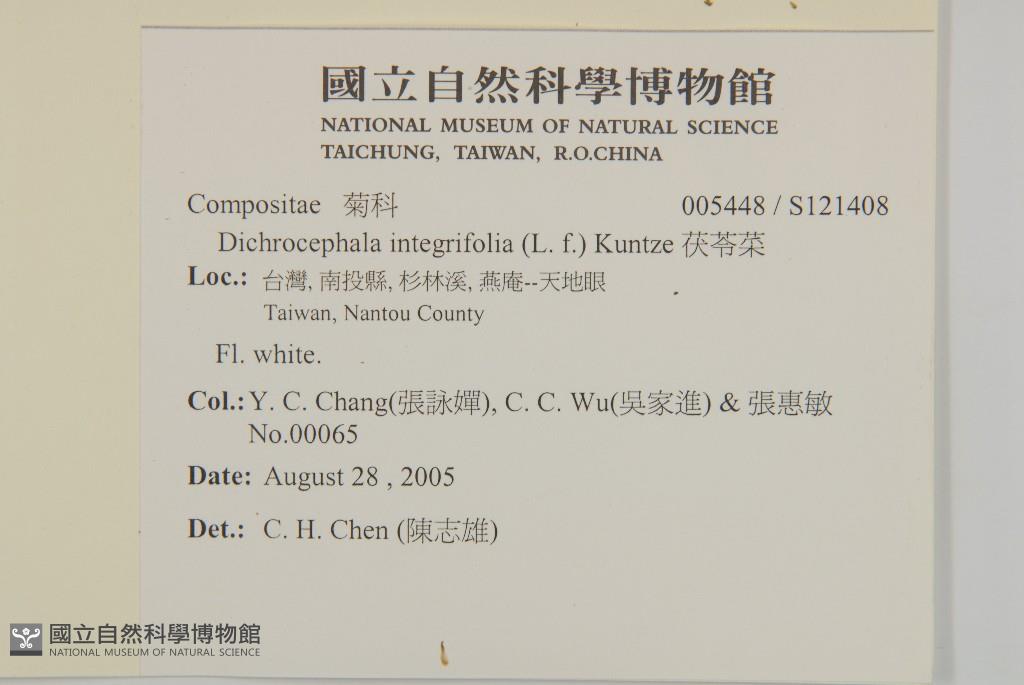 國立自然科學博物館
NATIONAL MUSEUM OF NATURAL SCIENCE
TAICHUNG, TAIWAN, R.O.CHINA
Compositae 菊科 005448 / S121408
Dichrocephala integrifolia (L. f.) Kuntze 茯苓菜
Loc.: 台灣, 南投縣, 杉林溪, 燕庵--天地眼
Taiwan, Nantou County
Fl. white.
Col.: Y. C. Chang(張詠嬋), C. C. Wu(吳家進) & 張惠敏
No.00065
Date: August 28 , 2005
Det.: C. H. Chen (陳志雄)
國立自然科學博物館
NATIONAL MUSEUM OF NATURAL SCIENCE